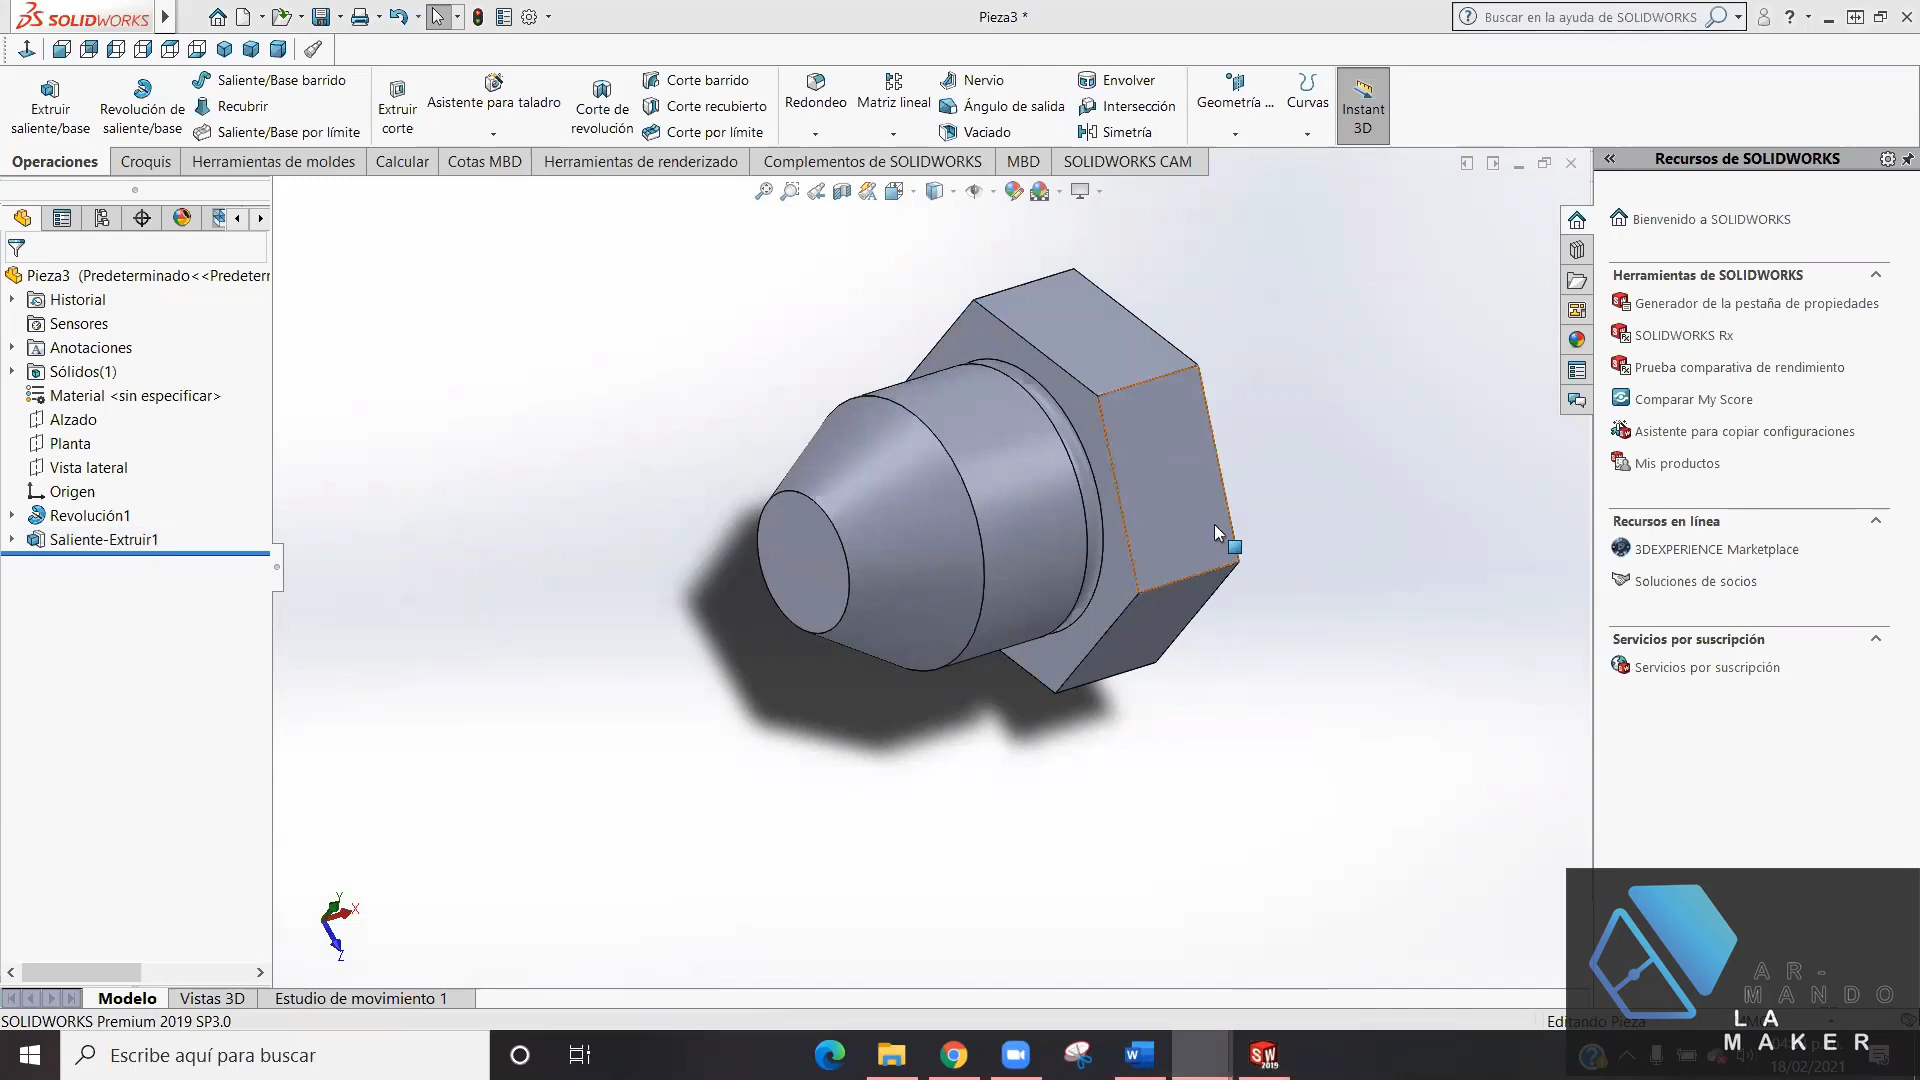 SOLIDWORKS
Pieza3 *
Buscar en la ayuda de SOLIDWORKS
Extruir
saliente/base
Revolución de
saliente/base
Saliente/Base barrido
Recubrir
Saliente/Base por límite
Extruir
corte
Asistente para taladro
Corte de
revolución
Corte barrido
Corte recubierto
Corte por límite
Redondeo
Matriz lineal
Nervio
Ángulo de salida
Vaciado
Envolver
Intersección
Simetría
Geometría ...
Curvas
Instant
3D
Operaciones
Croquis
Herramientas de moldes
Calcular
Cotas MBD
Herramientas de renderizado
Complementos de SOLIDWORKS
MBD
SOLIDWORKS CAM
Pieza3 (Predeterminado<<Predeterr
Historial
Sensores
Anotaciones
Sólidos(1)
Material <sin especificar>
Alzado
Planta
Vista lateral
Origen
Revolución1
Saliente-Extruir1
Y
X
Z
Recursos de SOLIDWORKS
Bienvenido a SOLIDWORKS
Herramientas de SOLIDWORKS
Generador de la pestaña de propiedades
SOLIDWORKS Rx
Prueba comparativa de rendimiento
Comparar My Score
Asistente para copiar configuraciones
Mis productos
Recursos en línea
3DEXPERIENCE Marketplace
Soluciones de socios
Servicios por suscripción
Servicios por suscripción
AR-
MANDO
LA
MAKER
Modelo
Vistas 3D
Estudio de movimiento 1
SOLIDWORKS Premium 2019 SP3.0
Editando Pieza
Escribe aquí para buscar
SW
2019
18/02/2021